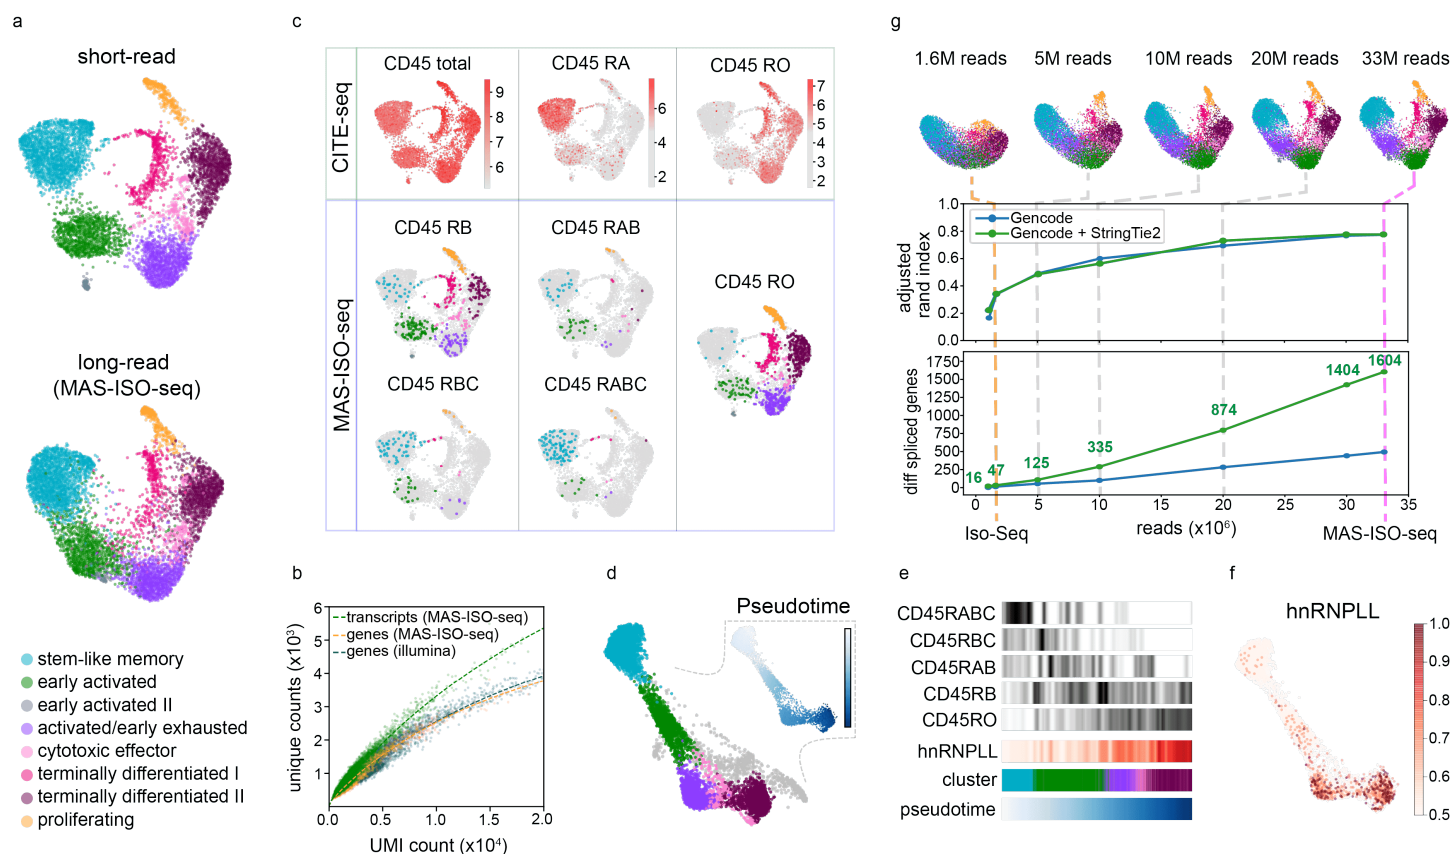 a
short-read
long-read
(MAS-ISO-seq)
stem-like memory
early activated
early activated II
activated/early exhausted
cytotoxic effector
terminally differentiated I
terminally differentiated II
proliferating
c
CITE-seq
CD45 total
9
8
7
6
CD45 RA
6
4
2
CD45 RO
7
6
5
4
3
2
MAS-ISO-seq
CD45 RB
CD45 RAB
CD45 RO
CD45 RBC
CD45 RABC
b
unique counts (x10³)
6
5
4
3
2
1
transcripts (MAS-ISO-seq)
genes (MAS-ISO-seq)
genes (illumina)
0.0
0.5
1.0
1.5
2.0
UMI count (x10⁴)
d
Pseudotime
e
CD45RABC
CD45RBC
CD45RAB
CD45RB
CD45RO
hnRNPLL
cluster
pseudotime
f
hnRNPLL
1.0
0.9
0.8
0.7
0.6
0.5
g
1.6M reads
5M reads
10M reads
20M reads
33M reads
adjusted
rand index
1.0
0.8
0.6
0.4
0.2
0.0
Gencode
Gencode + StringTie2
diff spliced genes
1750
1500
1250
1000
750
500
250
0
16
47
125
335
874
1404
1604
0
5
10
15
20
25
30
35
Iso-Seq
reads (x10⁶)
MAS-ISO-seq